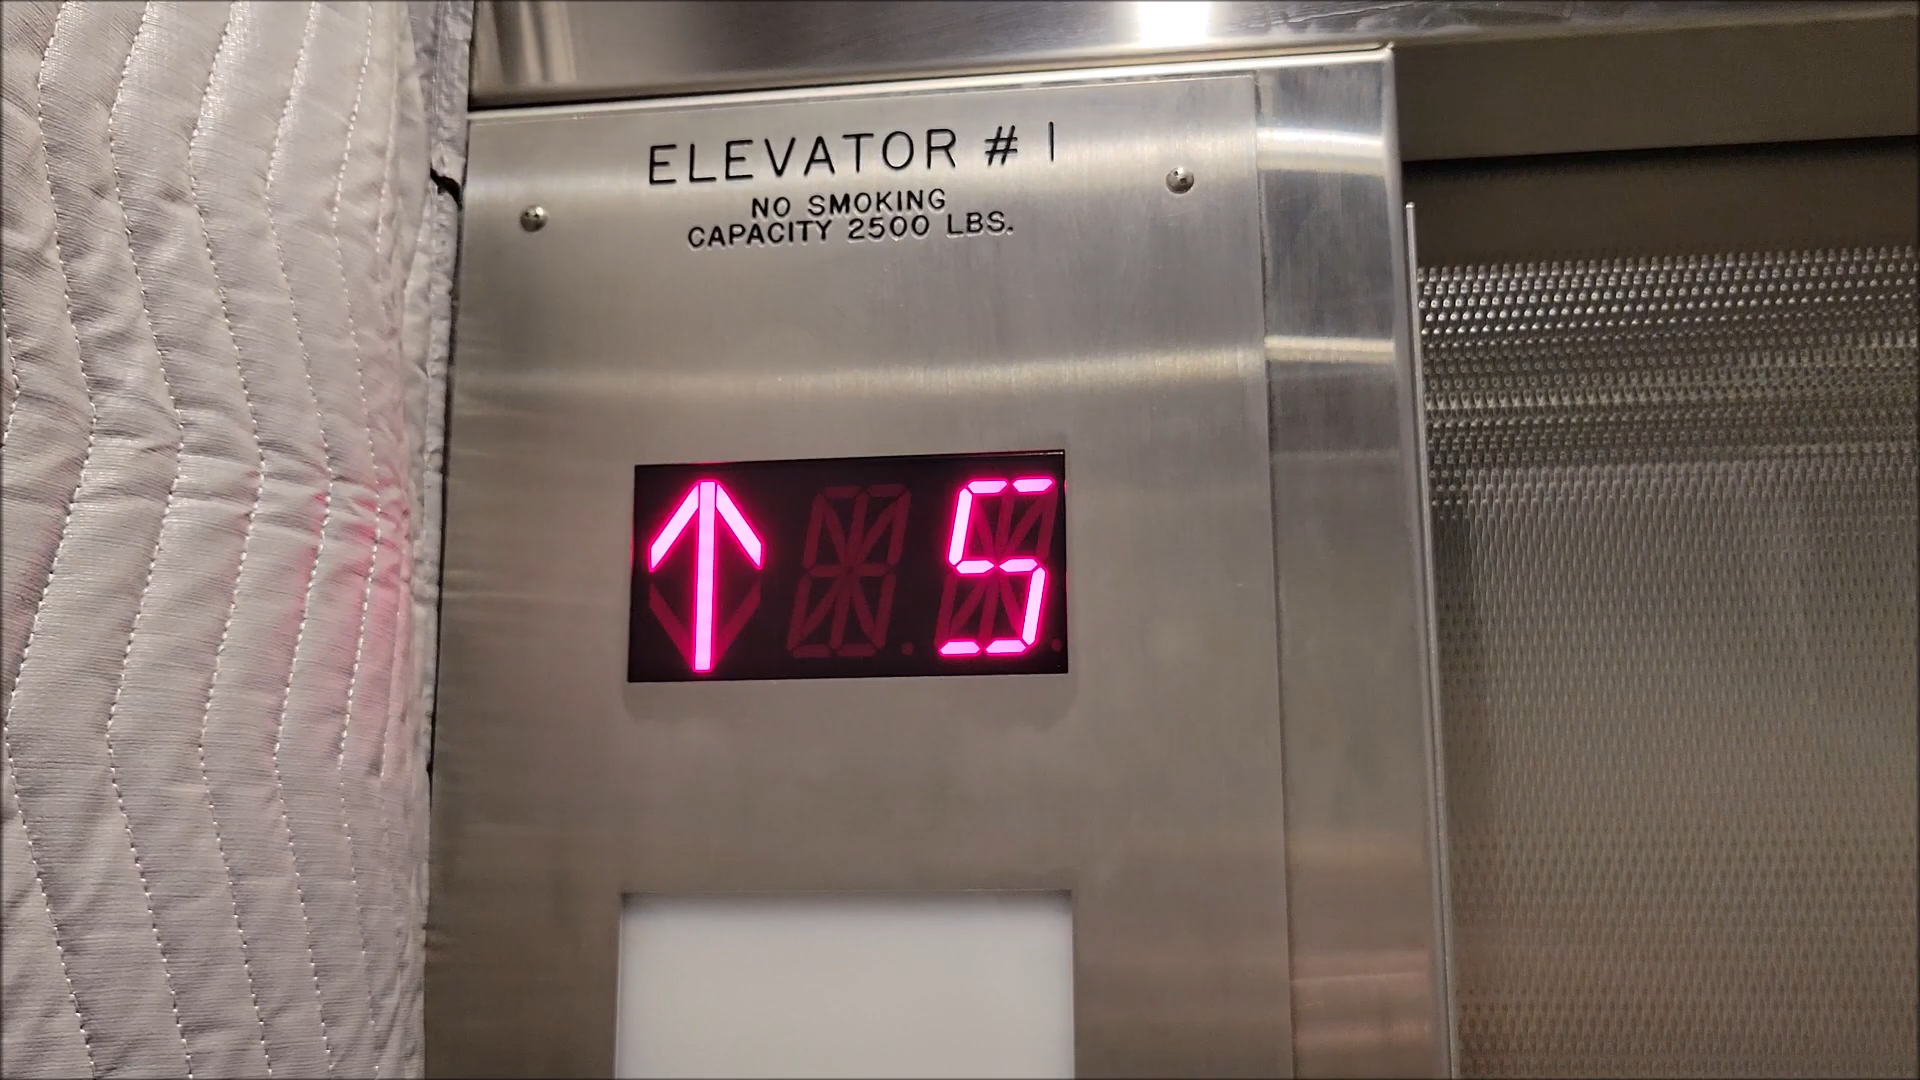 ELEVATOR # 1
NO SMOKING
CAPACITY 2500 LBS.
↑ 5